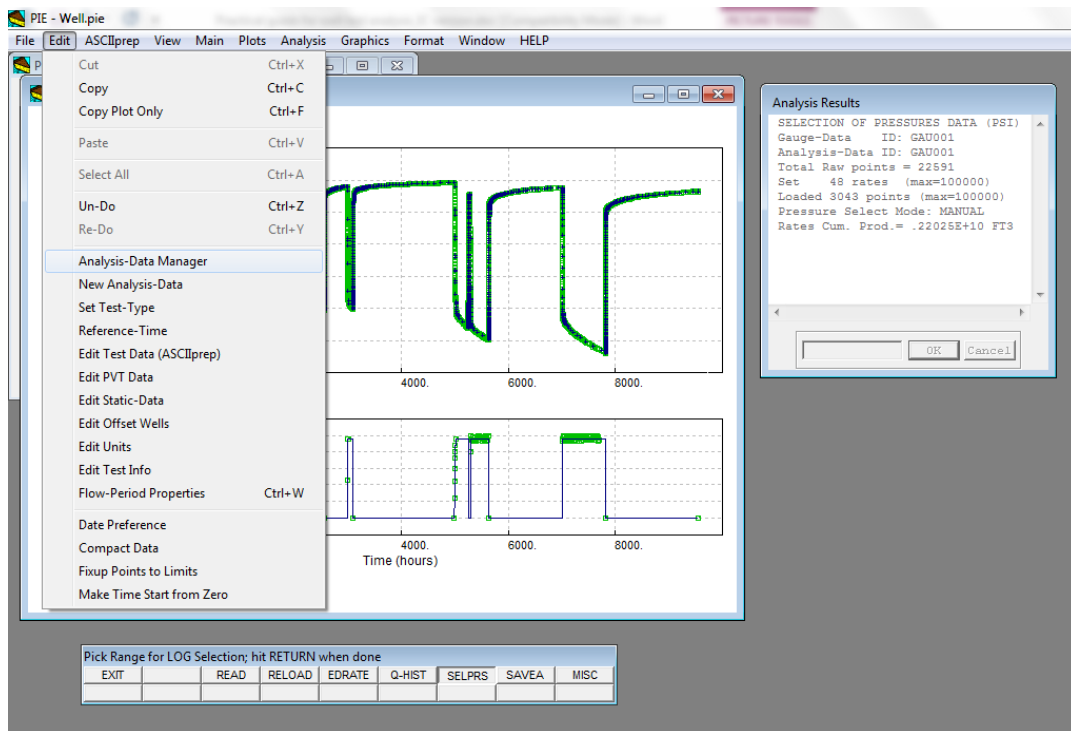 PIE - Well.pie
File Edit ASCIIprep View Main Plots Analysis Graphics Format Window HELP
P
Cut Ctrl+X
Copy Ctrl+C
Copy Plot Only Ctrl+F
Paste Ctrl+V
Select All Ctrl+A
Un-Do Ctrl+Z
Re-Do Ctrl+Y
Analysis-Data Manager
New Analysis-Data
Set Test-Type
Reference-Time
Edit Test Data (ASCIIprep)
Edit PVT Data
Edit Static-Data
Edit Offset Wells
Edit Units
Edit Test Info
Flow-Period Properties Ctrl+W
Date Preference
Compact Data
Fixup Points to Limits
Make Time Start from Zero
4000. 6000. 8000.
4000. 6000. 8000.
Time (hours)
Analysis Results
SELECTION OF PRESSURES DATA (PSI)
Gauge-Data ID: GAU001
Analysis-Data ID: GAU001
Total Raw points = 22591
Set 48 rates (max=100000)
Loaded 3043 points (max=100000)
Pressure Select Mode: MANUAL
Rates Cum. Prod.= .22025E+10 FT3
OK Cancel
Pick Range for LOG Selection; hit RETURN when done
EXIT READ RELOAD EDRATE Q-HIST SELPRS SAVEA MISC